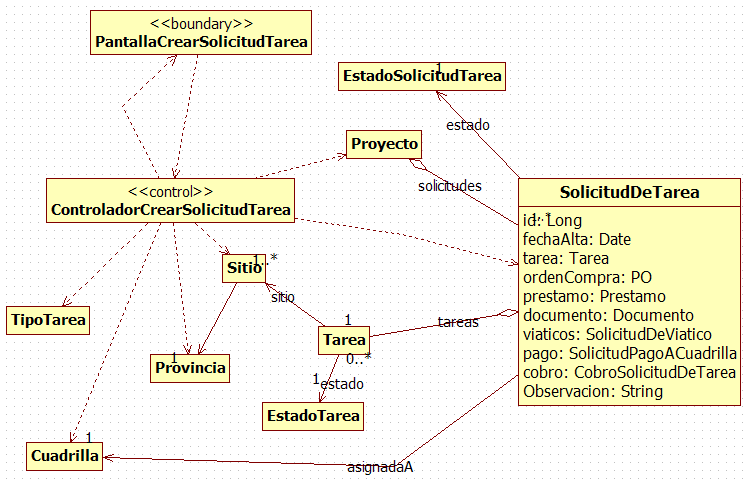 <<boundary>>
PantallaCrearSolicitudTarea
EstadoSolicitudTarea
1
estado
Proyecto
solicitudes
<<control>>
ControladorCrearSolicitudTarea
SolicitudDeTarea
id: Long
1..*
fechaAlta: Date
tarea: Tarea
ordenCompra: PO
prestamo: Prestamo
documento: Documento
viaticos: SolicitudDeViatico
pago: SolicitudPagoACuadrilla
cobro: CobroSolicitudDeTarea
Observacion: String
Sitio
1..*
sitio
TipoTarea
1
tareas
Tarea
0..*
Provincia
1
1
estado
EstadoTarea
Cuadrilla
1
asignadaA